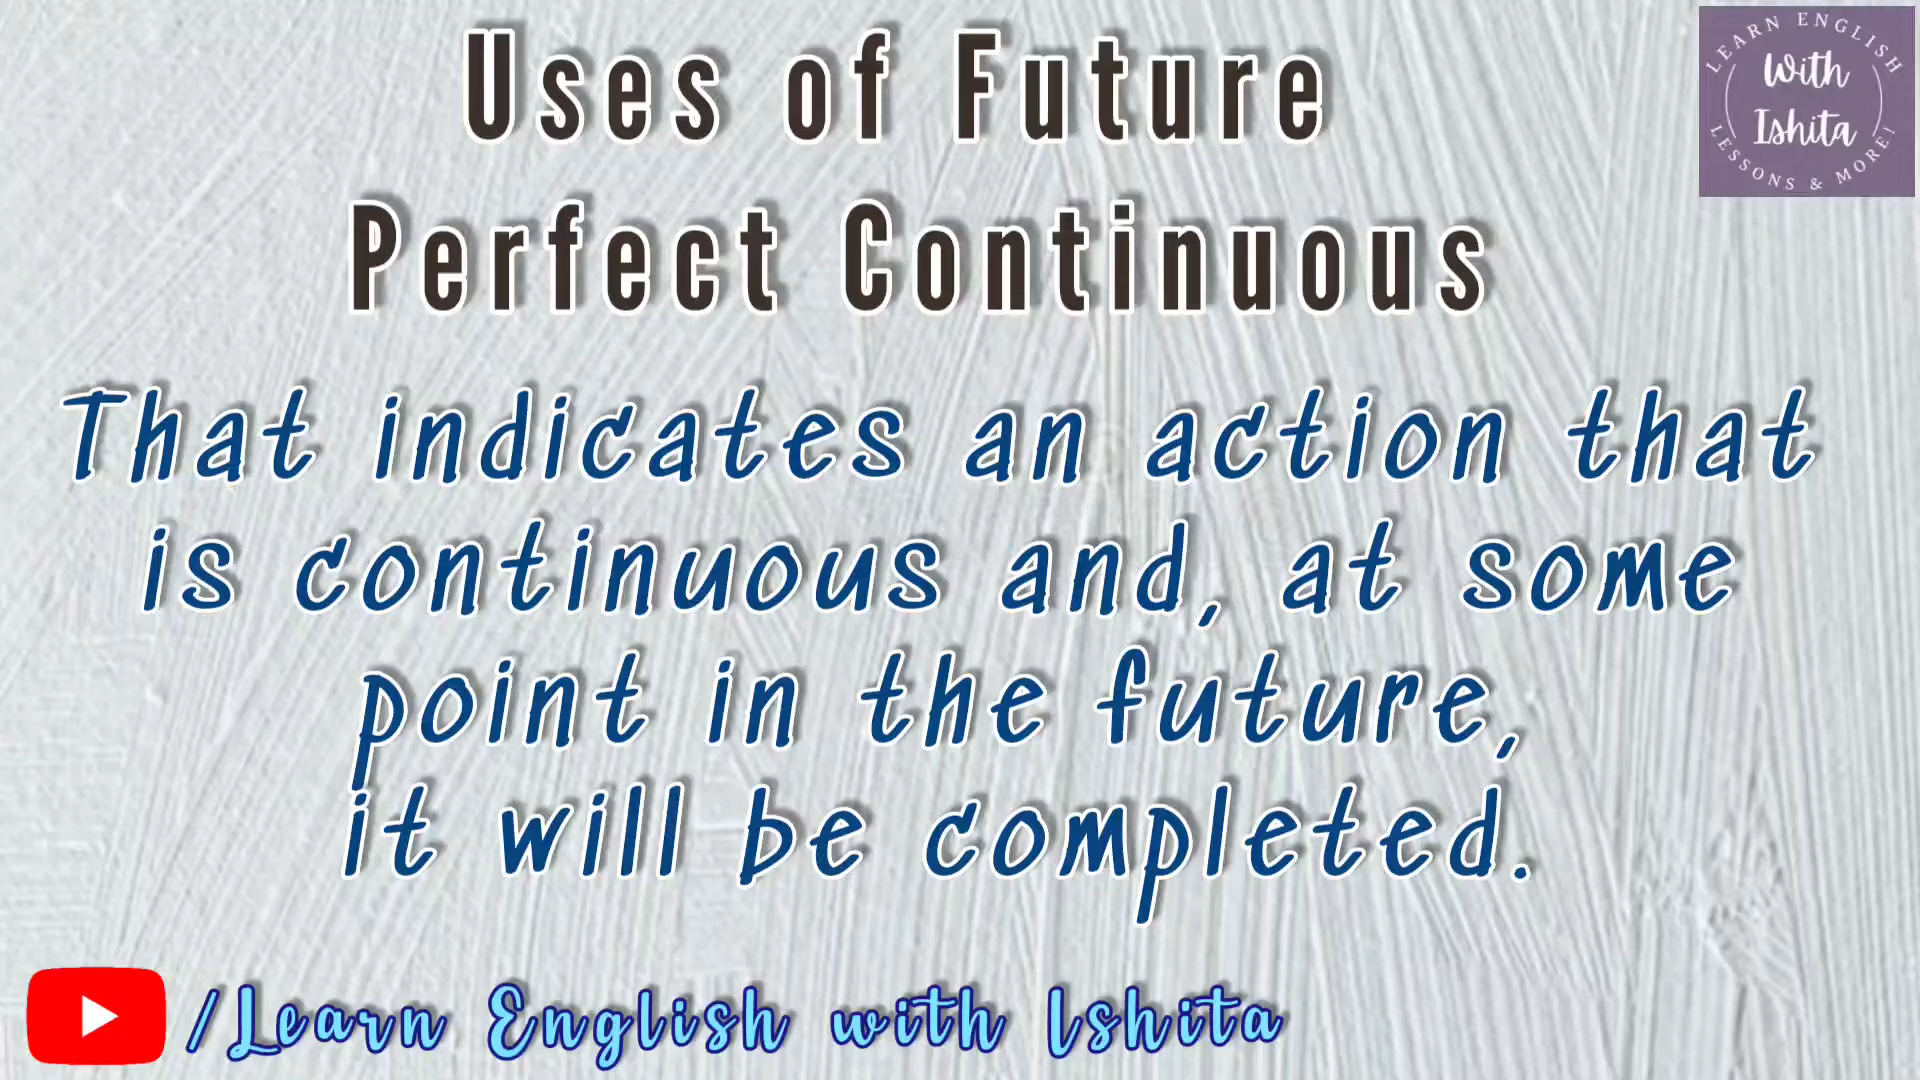 Uses of Future
Perfect Continuous
That indicates an action that
is continuous and, at some
point in the future,
it will be completed.
/Learn English with Ishita
LEARN ENGLISH
With
Ishita
LESSONS & MORE!